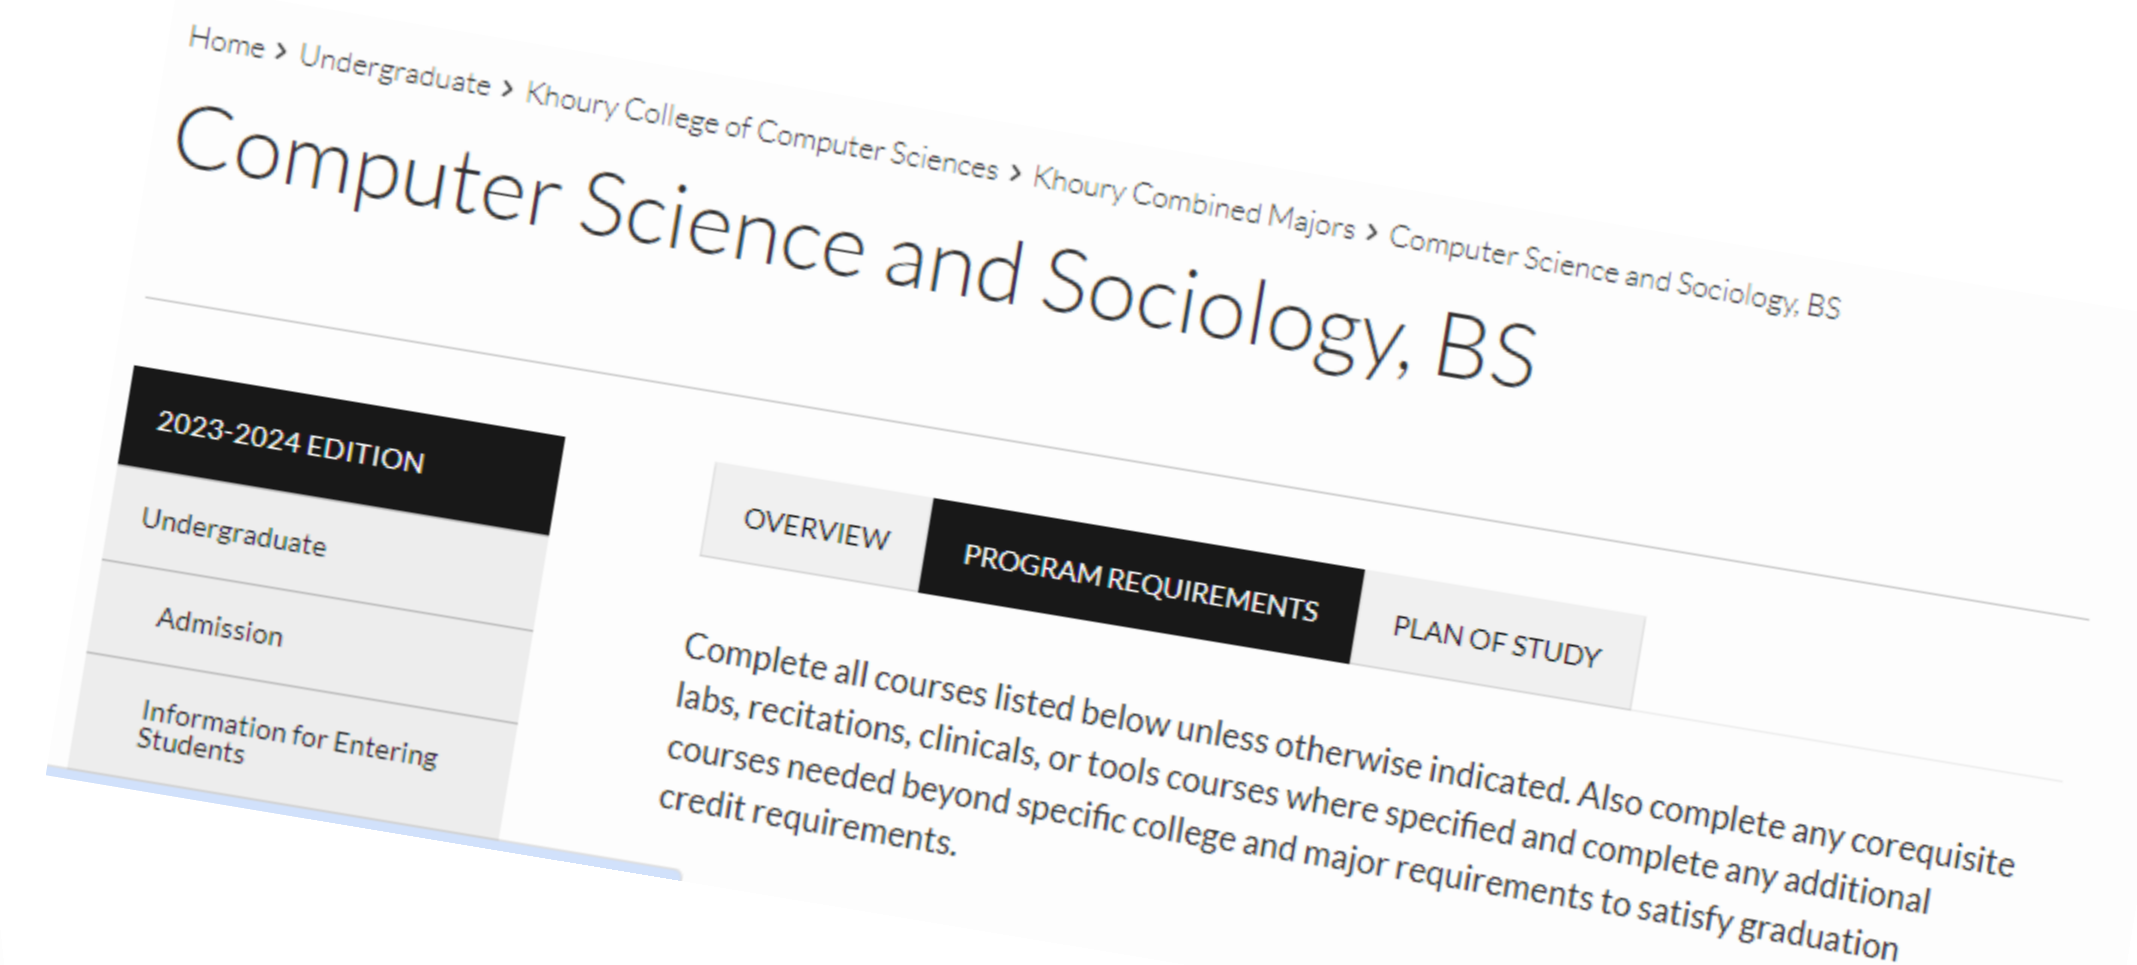 Home > Undergraduate > Khoury College of Computer Sciences > Khoury Combined Majors > Computer Science and Sociology, BS
Computer Science and Sociology, BS
2023-2024 EDITION
Undergraduate
Admission
Information for Entering
Students
OVERVIEW
PROGRAM REQUIREMENTS
PLAN OF STUDY
Complete all courses listed below unless otherwise indicated. Also complete any corequisite
labs, recitations, clinicals, or tools courses where specified and complete any additional
courses needed beyond specific college and major requirements to satisfy graduation
credit requirements.